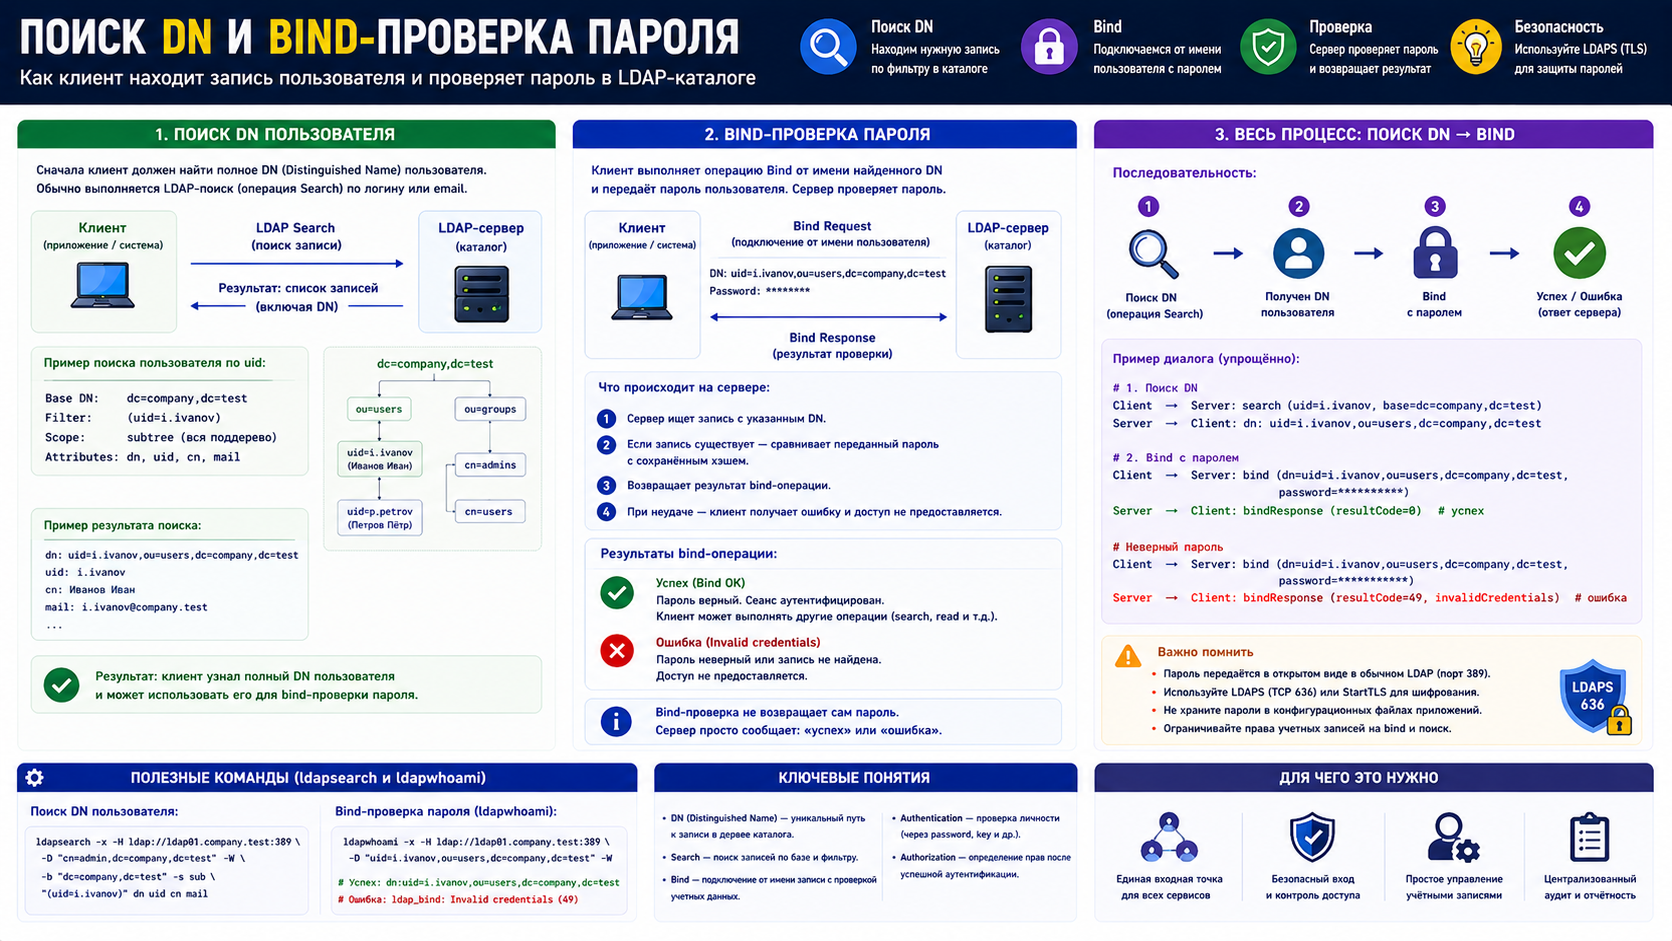 ПОИСК DN И BIND-ПРОВЕРКА ПАРОЛЯ
Как клиент находит запись пользователя и проверяет пароль в LDAP-каталоге
Поиск DN
Находим нужную запись
по фильтру в каталоге
Bind
Подключаемся от имени
пользователя с паролем
Проверка
Сервер проверяет пароль
и возвращает результат
Безопасность
Используйте LDAPS (TLS)
для защиты паролей
1. ПОИСК DN ПОЛЬЗОВАТЕЛЯ
Сначала клиент должен найти полное DN (Distinguished Name) пользователя.
Обычно выполняется LDAP-поиск (операция Search) по логину или email.
Клиент
(приложение / система)
LDAP Search
(поиск записи)
Результат: список записей
(включая DN)
LDAP-сервер
(каталог)
Пример поиска пользователя по uid:
Base DN: dc=company,dc=test
Filter: (uid=i.ivanov)
Scope: subtree (вся поддерево)
Attributes: dn, uid, cn, mail
dc=company,dc=test
ou=users
ou=groups
uid=i.ivanov
(Иванов Иван)
cn=admins
uid=p.petrov
(Петров Пётр)
cn=users
Пример результата поиска:
dn: uid=i.ivanov,ou=users,dc=company,dc=test
uid: i.ivanov
cn: Иванов Иван
mail: i.ivanov@company.test
...
Результат: клиент узнал полный DN пользователя
и может использовать его для bind-проверки пароля.
2. BIND-ПРОВЕРКА ПАРОЛЯ
Клиент выполняет операцию Bind от имени найденного DN
и передаёт пароль пользователя. Сервер проверяет пароль.
Клиент
(приложение / система)
Bind Request
(подключение от имени пользователя)
DN: uid=i.ivanov,ou=users,dc=company,dc=test
Password: ********
Bind Response
(результат проверки)
LDAP-сервер
(каталог)
Что происходит на сервере:
1 Сервер ищет запись с указанным DN.
2 Если запись существует — сравнивает переданный пароль
с сохранённым хэшем.
3 Возвращает результат bind-операции.
4 При неудаче — клиент получает ошибку и доступ не предоставляется.
Результаты bind-операции:
Успех (Bind OK)
Пароль верный. Сеанс аутентифицирован.
Клиент может выполнять другие операции (search, read и т.д.).
Ошибка (Invalid credentials)
Пароль неверный или запись не найдена.
Доступ не предоставляется.
Bind-проверка не возвращает сам пароль.
Сервер просто сообщает: «успех» или «ошибка».
3. ВЕСЬ ПРОЦЕСС: ПОИСК DN → BIND
Последовательность:
1
2
3
4
Поиск DN
(операция Search)
Получен DN
пользователя
Bind
с паролем
Успех / Ошибка
(ответ сервера)
Пример диалога (упрощённо):
# 1. Поиск DN
Client → Server: search (uid=i.ivanov, base=dc=company,dc=test)
Server → Client: dn: uid=i.ivanov,ou=users,dc=company,dc=test
# 2. Bind с паролем
Client → Server: bind (dn=uid=i.ivanov,ou=users,dc=company,dc=test,
password=**********)
Server → Client: bindResponse (resultCode=0) # успех
# Неверный пароль
Client → Server: bind (dn=uid=i.ivanov,ou=users,dc=company,dc=test,
password=***********)
Server → Client: bindResponse (resultCode=49, invalidCredentials) # ошибка
Важно помнить
• Пароль передаётся в открытом виде в обычном LDAP (порт 389).
• Используйте LDAPS (TCP 636) или StartTLS для шифрования.
• Не храните пароли в конфигурационных файлах приложений.
• Ограничивайте права учетных записей на bind и поиск.
LDAPS
636
ПОЛЕЗНЫЕ КОМАНДЫ (ldapsearch и ldapwhoami)
Поиск DN пользователя:
ldapsearch -x -H ldap://ldap01.company.test:389 \
-D "cn=admin,dc=company,dc=test" -W \
-b "dc=company,dc=test" -s sub \
"(uid=i.ivanov)" dn uid cn mail
Bind-проверка пароля (ldapwhoami):
ldapwhoami -x -H ldap://ldap01.company.test:389 \
-D "uid=i.ivanov,ou=users,dc=company,dc=test" -W
# Успех: dn:uid=i.ivanov,ou=users,dc=company,dc=test
# Ошибка: ldap_bind: Invalid credentials (49)
КЛЮЧЕВЫЕ ПОНЯТИЯ
• DN (Distinguished Name) — уникальный путь
к записи в дереве каталога.
• Search — поиск записей по базе и фильтру.
• Bind — подключение от имени записи с проверкой
учетных данных.
• Authentication — проверка личности
(через password, key и др.).
• Authorization — определение прав после
успешной аутентификации.
ДЛЯ ЧЕГО ЭТО НУЖНО
Единая входная точка
для всех сервисов
Безопасный вход
и контроль доступа
Простое управление
учётными записями
Централизованный
аудит и отчётность